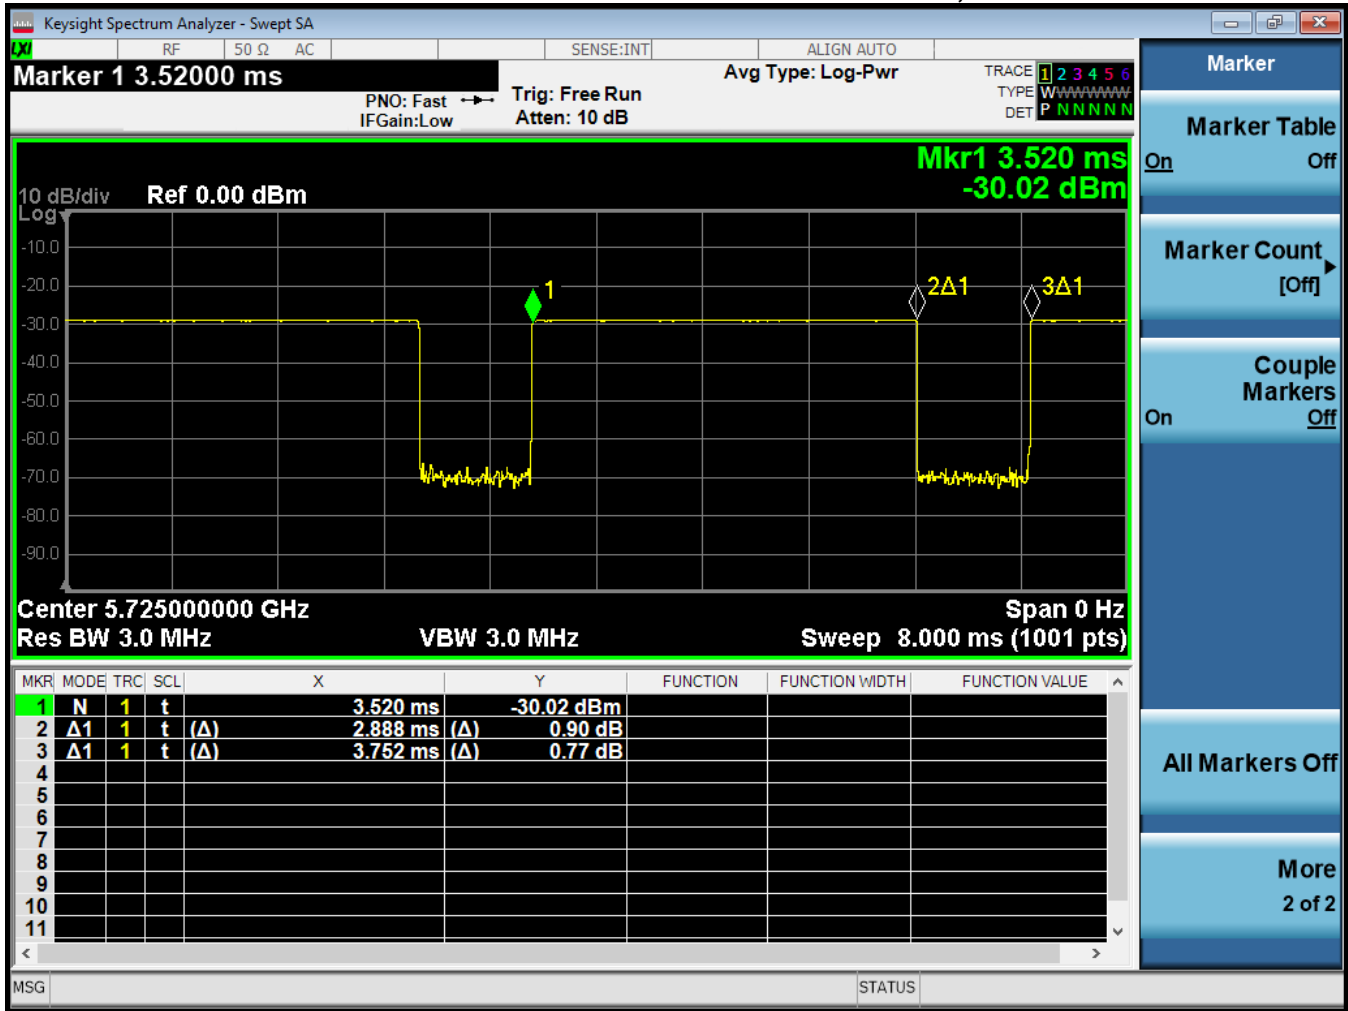 Keysight Spectrum Analyzer - Swept SA
LXI RF 50 Ω AC SENSE:INT ALIGN AUTO
Marker 1 3.52000 ms
PNO: Fast
IFGain:Low
Trig: Free Run
Atten: 10 dB
Avg Type: Log-Pwr
TRACE 1 2 3 4 5 6
TYPE WWWWWW
DET P N N N N N
Mkr1 3.520 ms
-30.02 dBm
10 dB/div Ref 0.00 dBm
Log
-10.0
-20.0
-30.0
-40.0
-50.0
-60.0
-70.0
-80.0
-90.0
1
2Δ1
3Δ1
Center 5.725000000 GHz Span 0 Hz
Res BW 3.0 MHz VBW 3.0 MHz Sweep 8.000 ms (1001 pts)
MKR MODE TRC SCL X Y FUNCTION FUNCTION WIDTH FUNCTION VALUE
1 N 1 t 3.520 ms -30.02 dBm
2 Δ1 1 t (Δ) 2.888 ms (Δ) 0.90 dB
3 Δ1 1 t (Δ) 3.752 ms (Δ) 0.77 dB
4
5
6
7
8
9
10
11
MSG STATUS
Marker
Marker Table
On Off
Marker Count
[Off]
Couple
Markers
On Off
All Markers Off
More
2 of 2